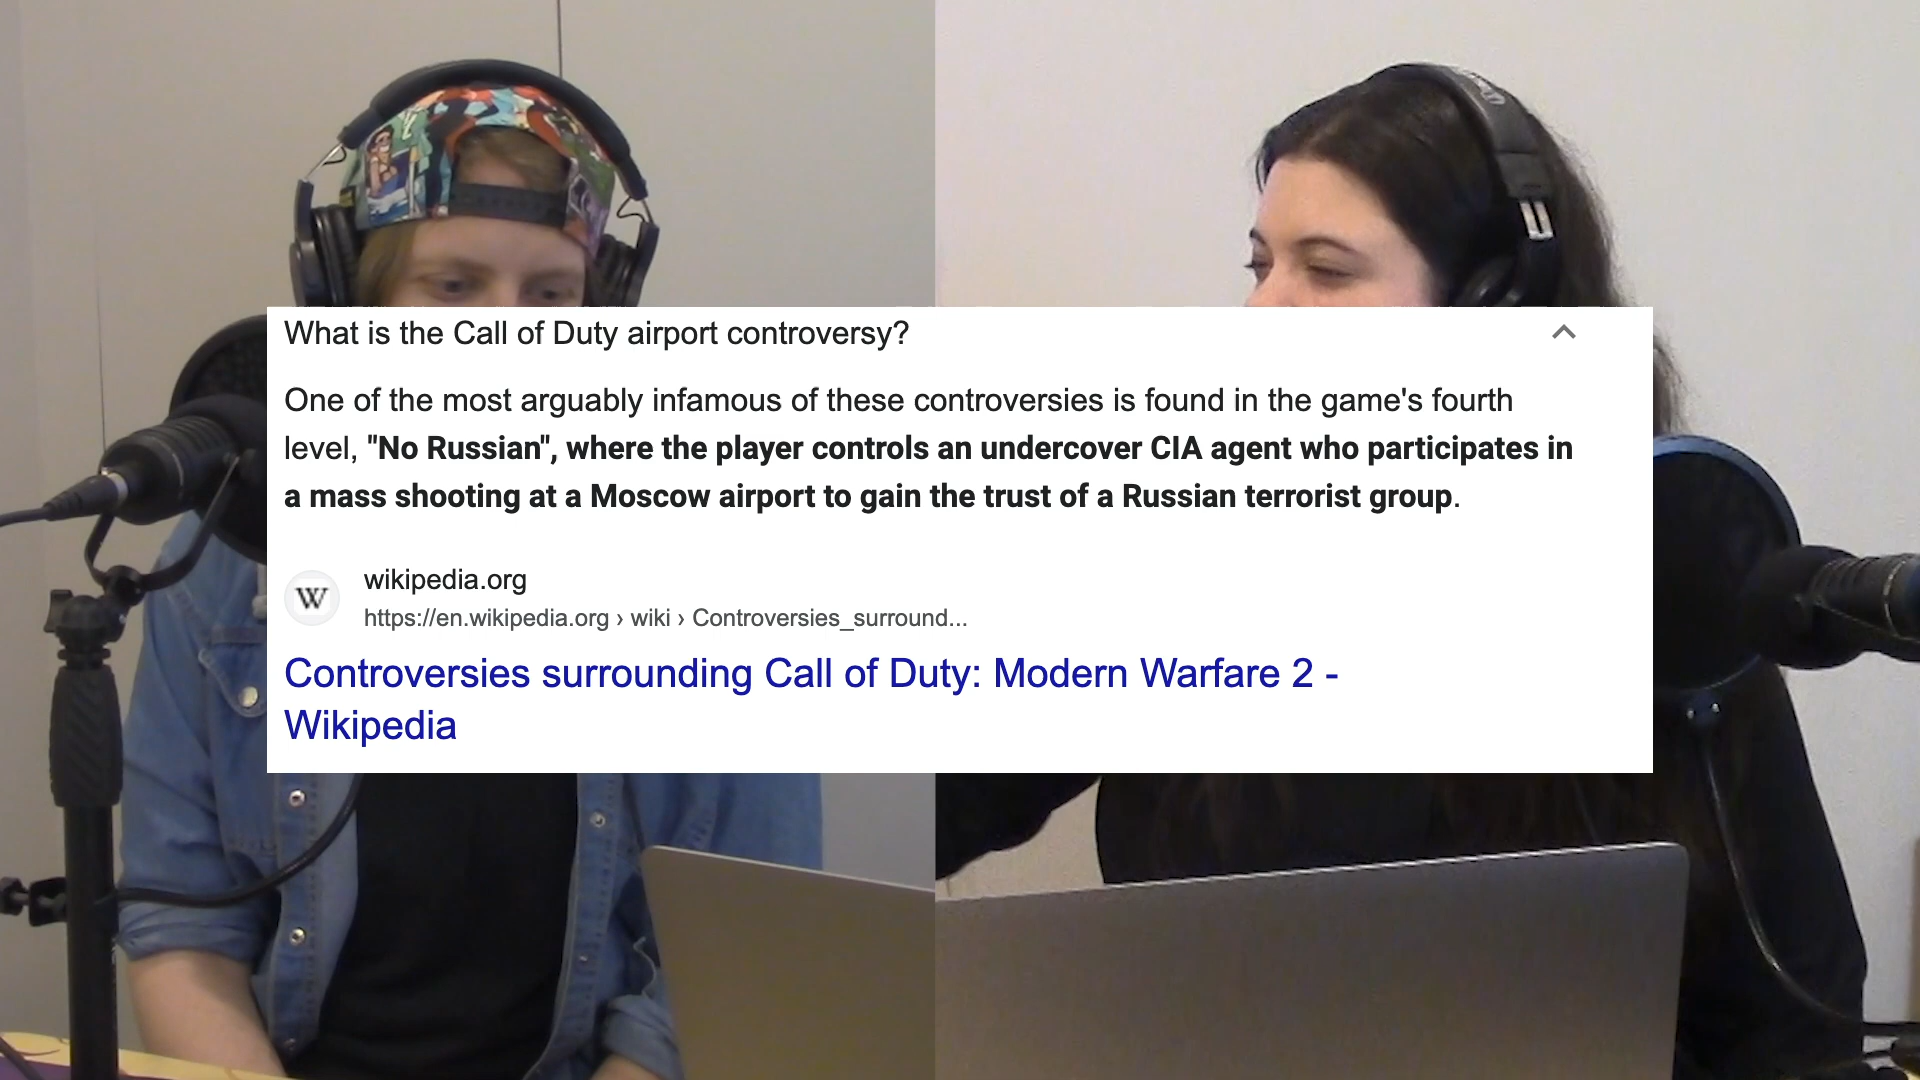 What is the Call of Duty airport controversy?
One of the most arguably infamous of these controversies is found in the game's fourth
level, "No Russian", where the player controls an undercover CIA agent who participates in
a mass shooting at a Moscow airport to gain the trust of a Russian terrorist group.
W
wikipedia.org
https://en.wikipedia.org › wiki › Controversies_surround...
Controversies surrounding Call of Duty: Modern Warfare 2 -
Wikipedia